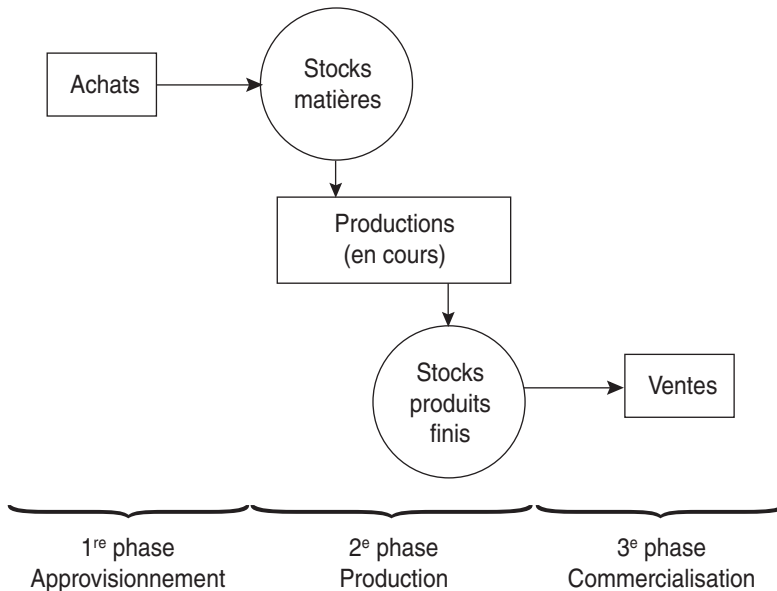 Achats
Stocks
matières
Productions
(en cours)
Stocks
produits
finis
Ventes
1re phase
Approvisionnement
2e phase
Production
3e phase
Commercialisation